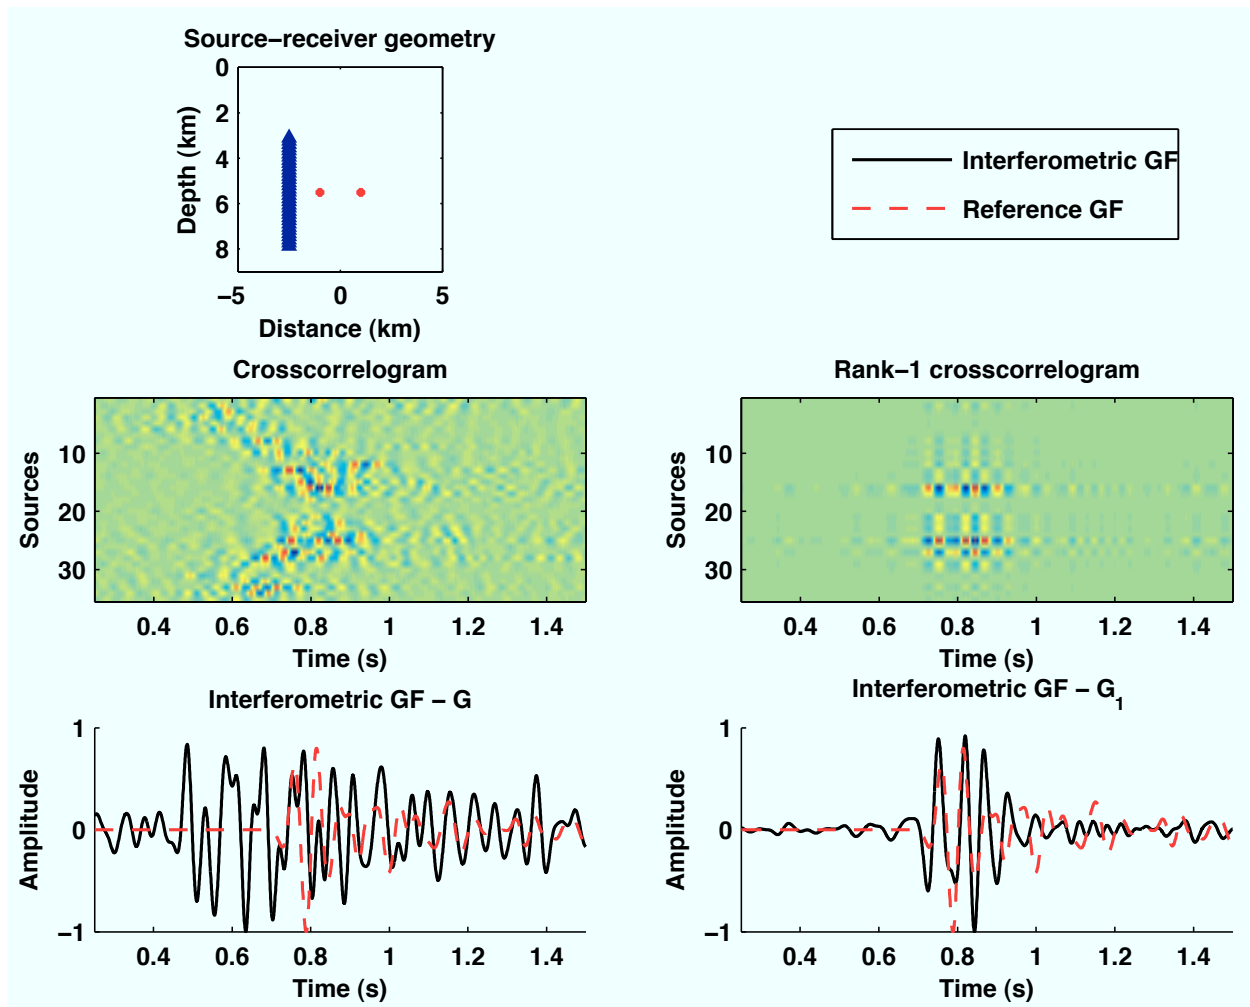 Source−receiver geometry
0
2
4
6
8
Depth (km)
−5 0 5
Distance (km)
Interferometric GF
Reference GF
Crosscorrelogram
10
20
30
Sources
0.4 0.6 0.8 1 1.2 1.4
Time (s)
Rank−1 crosscorrelogram
10
20
30
Sources
0.4 0.6 0.8 1 1.2 1.4
Time (s)
Interferometric GF − G
1
0
−1
Amplitude
0.4 0.6 0.8 1 1.2 1.4
Time (s)
Interferometric GF − G1
1
0
−1
Amplitude
0.4 0.6 0.8 1 1.2 1.4
Time (s)